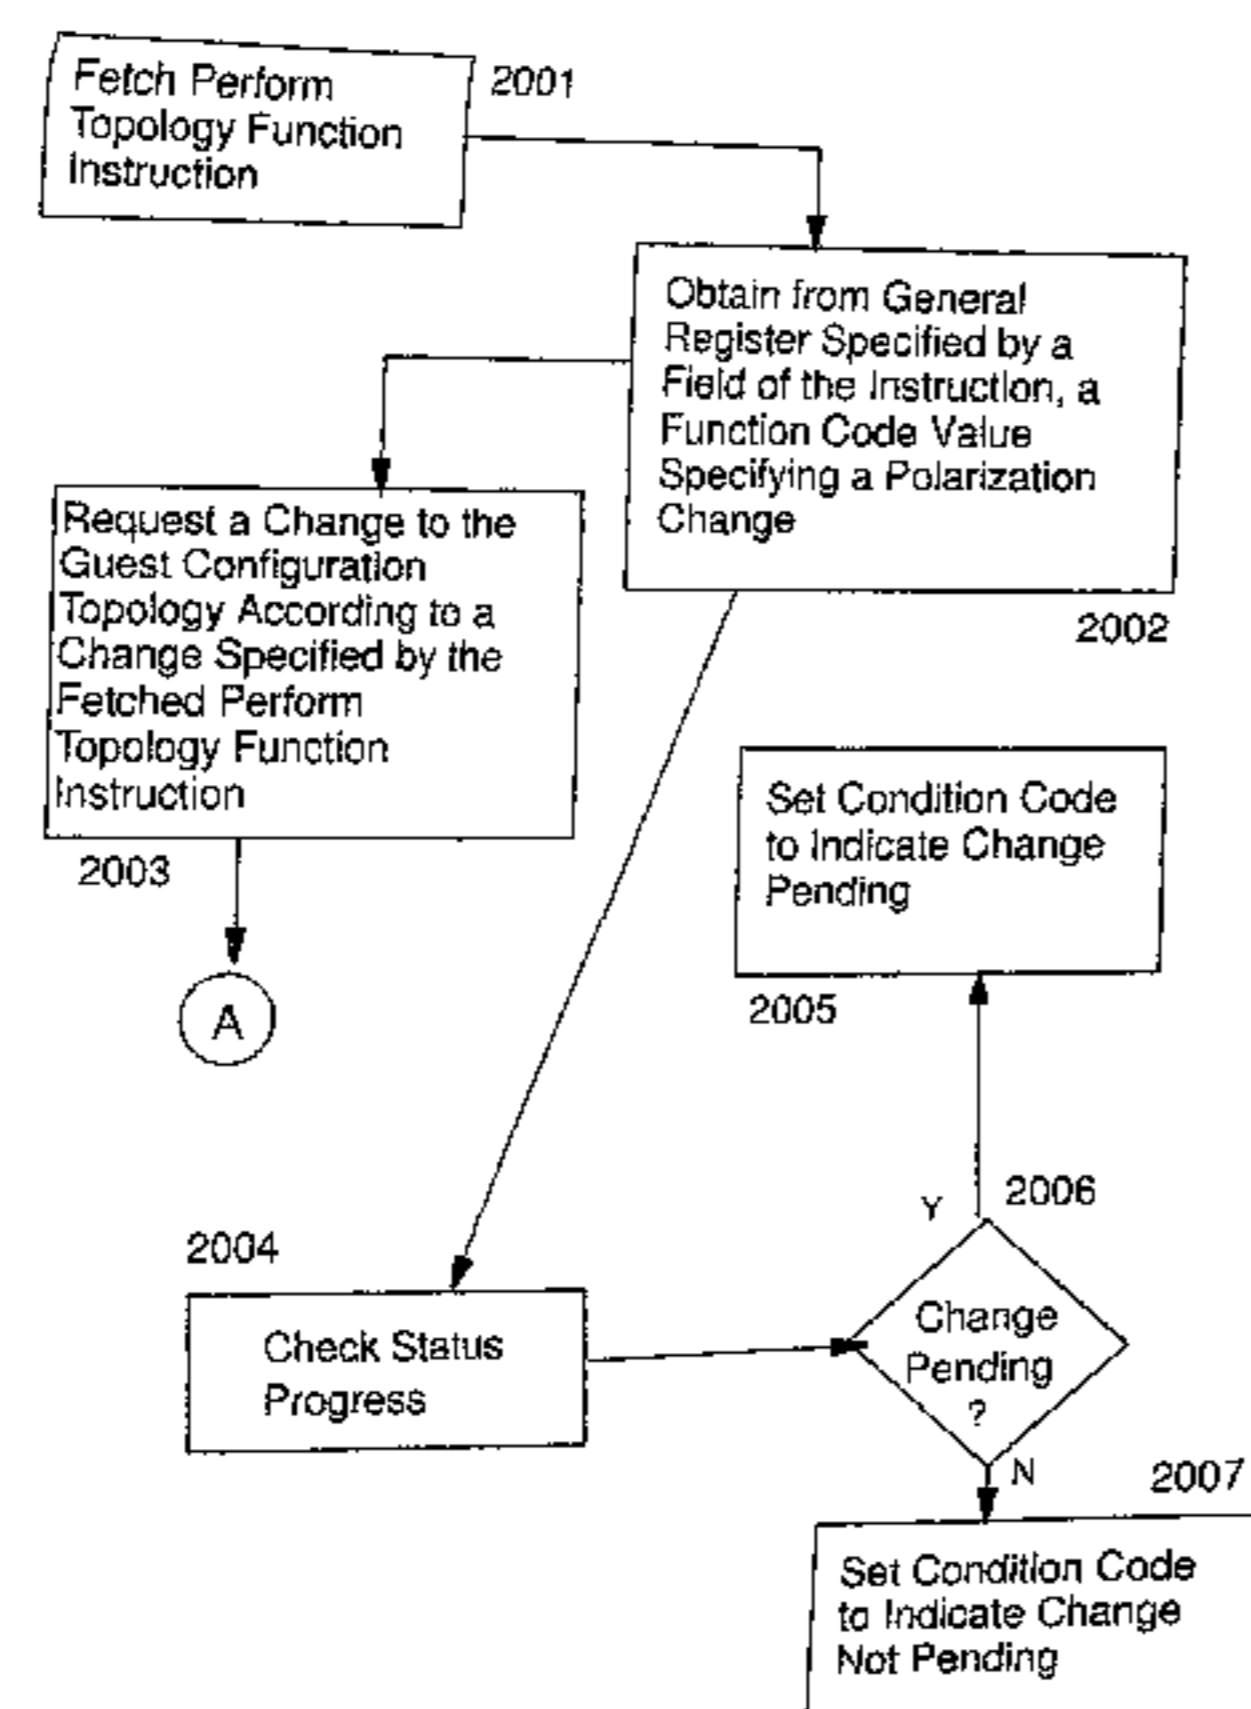 Fetch Perform
Topology Function
Instruction
2001
Obtain from General
Register Specified by a
Field of the Instruction, a
Function Code Value
Specifying a Polarization
Change
2002
Request a Change to the
Guest Configuration
Topology According to a
Change Specified by the
Fetched Perform
Topology Function
Instruction
2003
A
Set Condition Code
to Indicate Change
Pending
2005
2004
Check Status
Progress
Y
2006
Change
Pending
?
N
2007
Set Condition Code
to Indicate Change
Not Pending